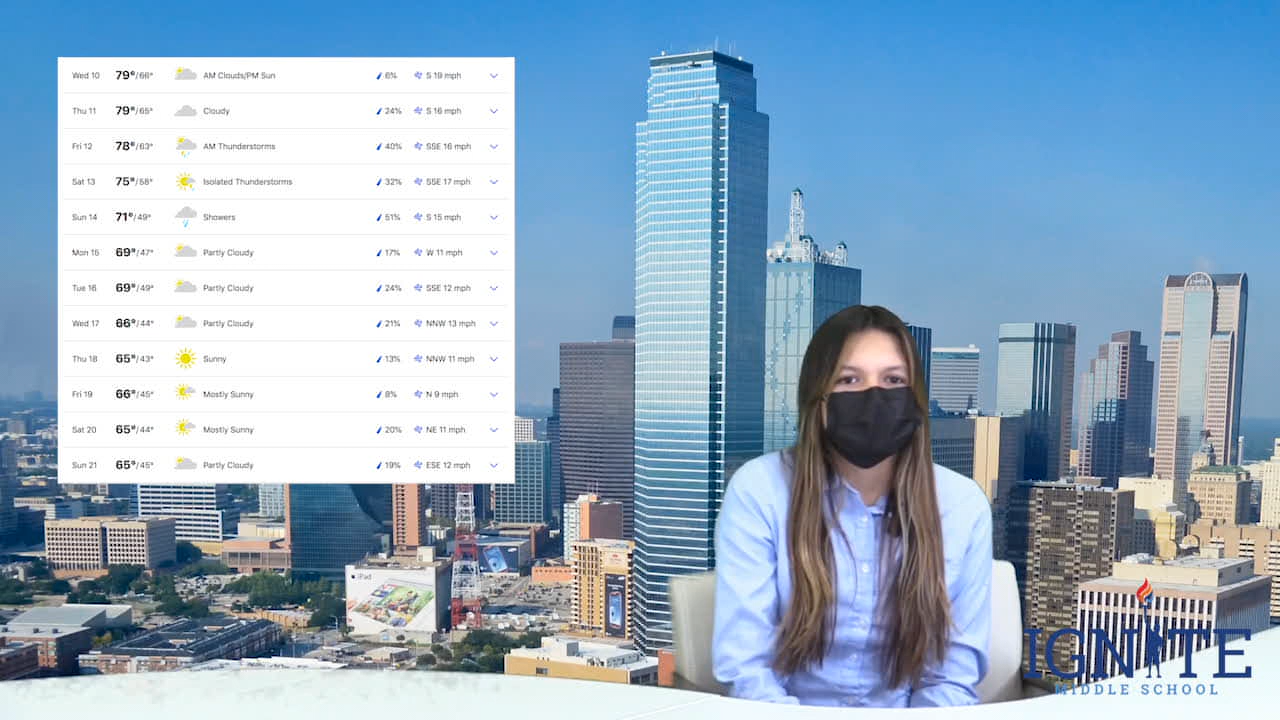 Wed 10 79°/66° AM Clouds/PM Sun 6% S 19 mph
Thu 11 79°/65° Cloudy 24% S 16 mph
Fri 12 78°/63° AM Thunderstorms 40% SSE 16 mph
Sat 13 75°/58° Isolated Thunderstorms 32% SSE 17 mph
Sun 14 71°/49° Showers 51% S 15 mph
Mon 15 69°/47° Partly Cloudy 17% W 11 mph
Tue 16 69°/49° Partly Cloudy 24% SSE 12 mph
Wed 17 66°/44° Partly Cloudy 21% NNW 13 mph
Thu 18 65°/43° Sunny 13% NNW 11 mph
Fri 19 66°/45° Mostly Sunny 8% N 9 mph
Sat 20 65°/44° Mostly Sunny 20% NE 11 mph
Sun 21 65°/45° Partly Cloudy 19% ESE 12 mph
iPad
IGNITE
MIDDLE SCHOOL